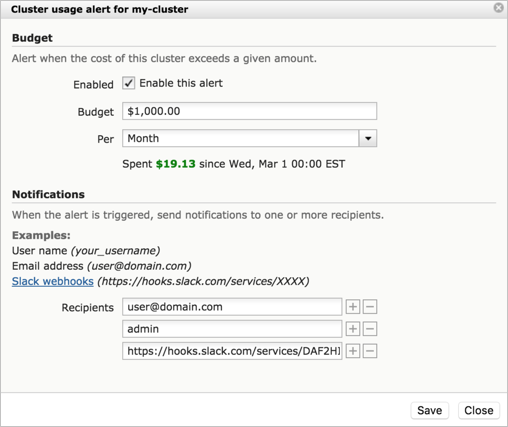 Cluster usage alert for my-cluster
Budget
Alert when the cost of this cluster exceeds a given amount.
Enabled Enable this alert
Budget $1,000.00
Per Month
Spent $19.13 since Wed, Mar 1 00:00 EST
Notifications
When the alert is triggered, send notifications to one or more recipients.
Examples:
User name (your_username)
Email address (user@domain.com)
Slack webhooks (https://hooks.slack.com/services/XXXX)
Recipients user@domain.com
admin
https://hooks.slack.com/services/DAF2H
Save Close